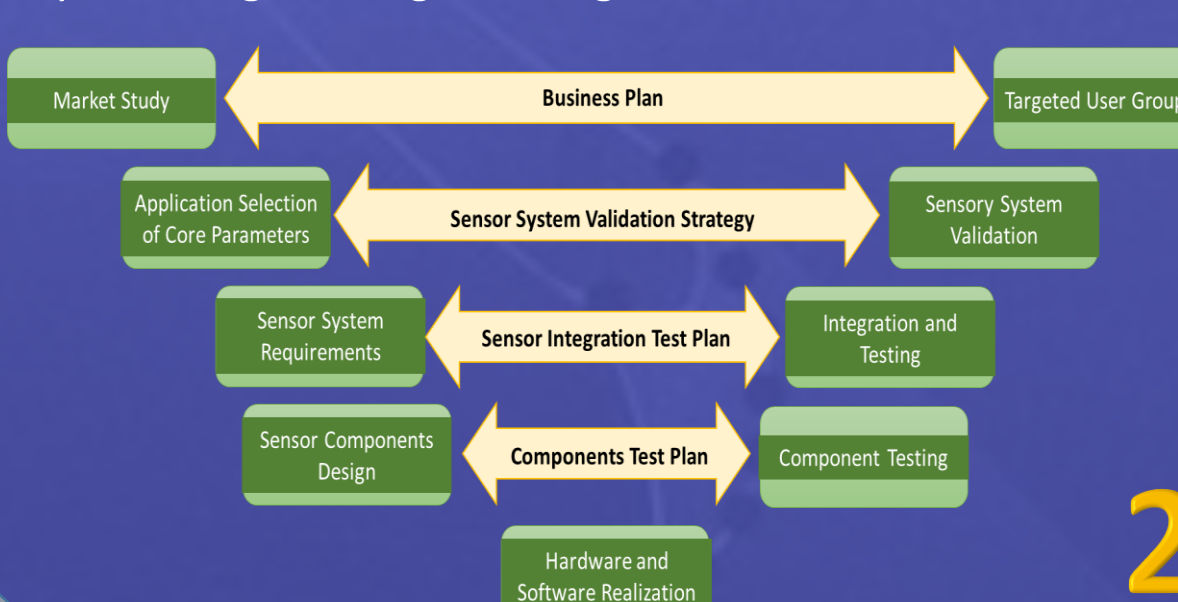 Market Study
Business Plan
Targeted User Group
Application Selection
of Core Parameters
Sensor System Validation Strategy
Sensory System
Validation
Sensor System
Requirements
Sensor Integration Test Plan
Integration and
Testing
Sensor Components
Design
Components Test Plan
Component Testing
Hardware and
Software Realization
2